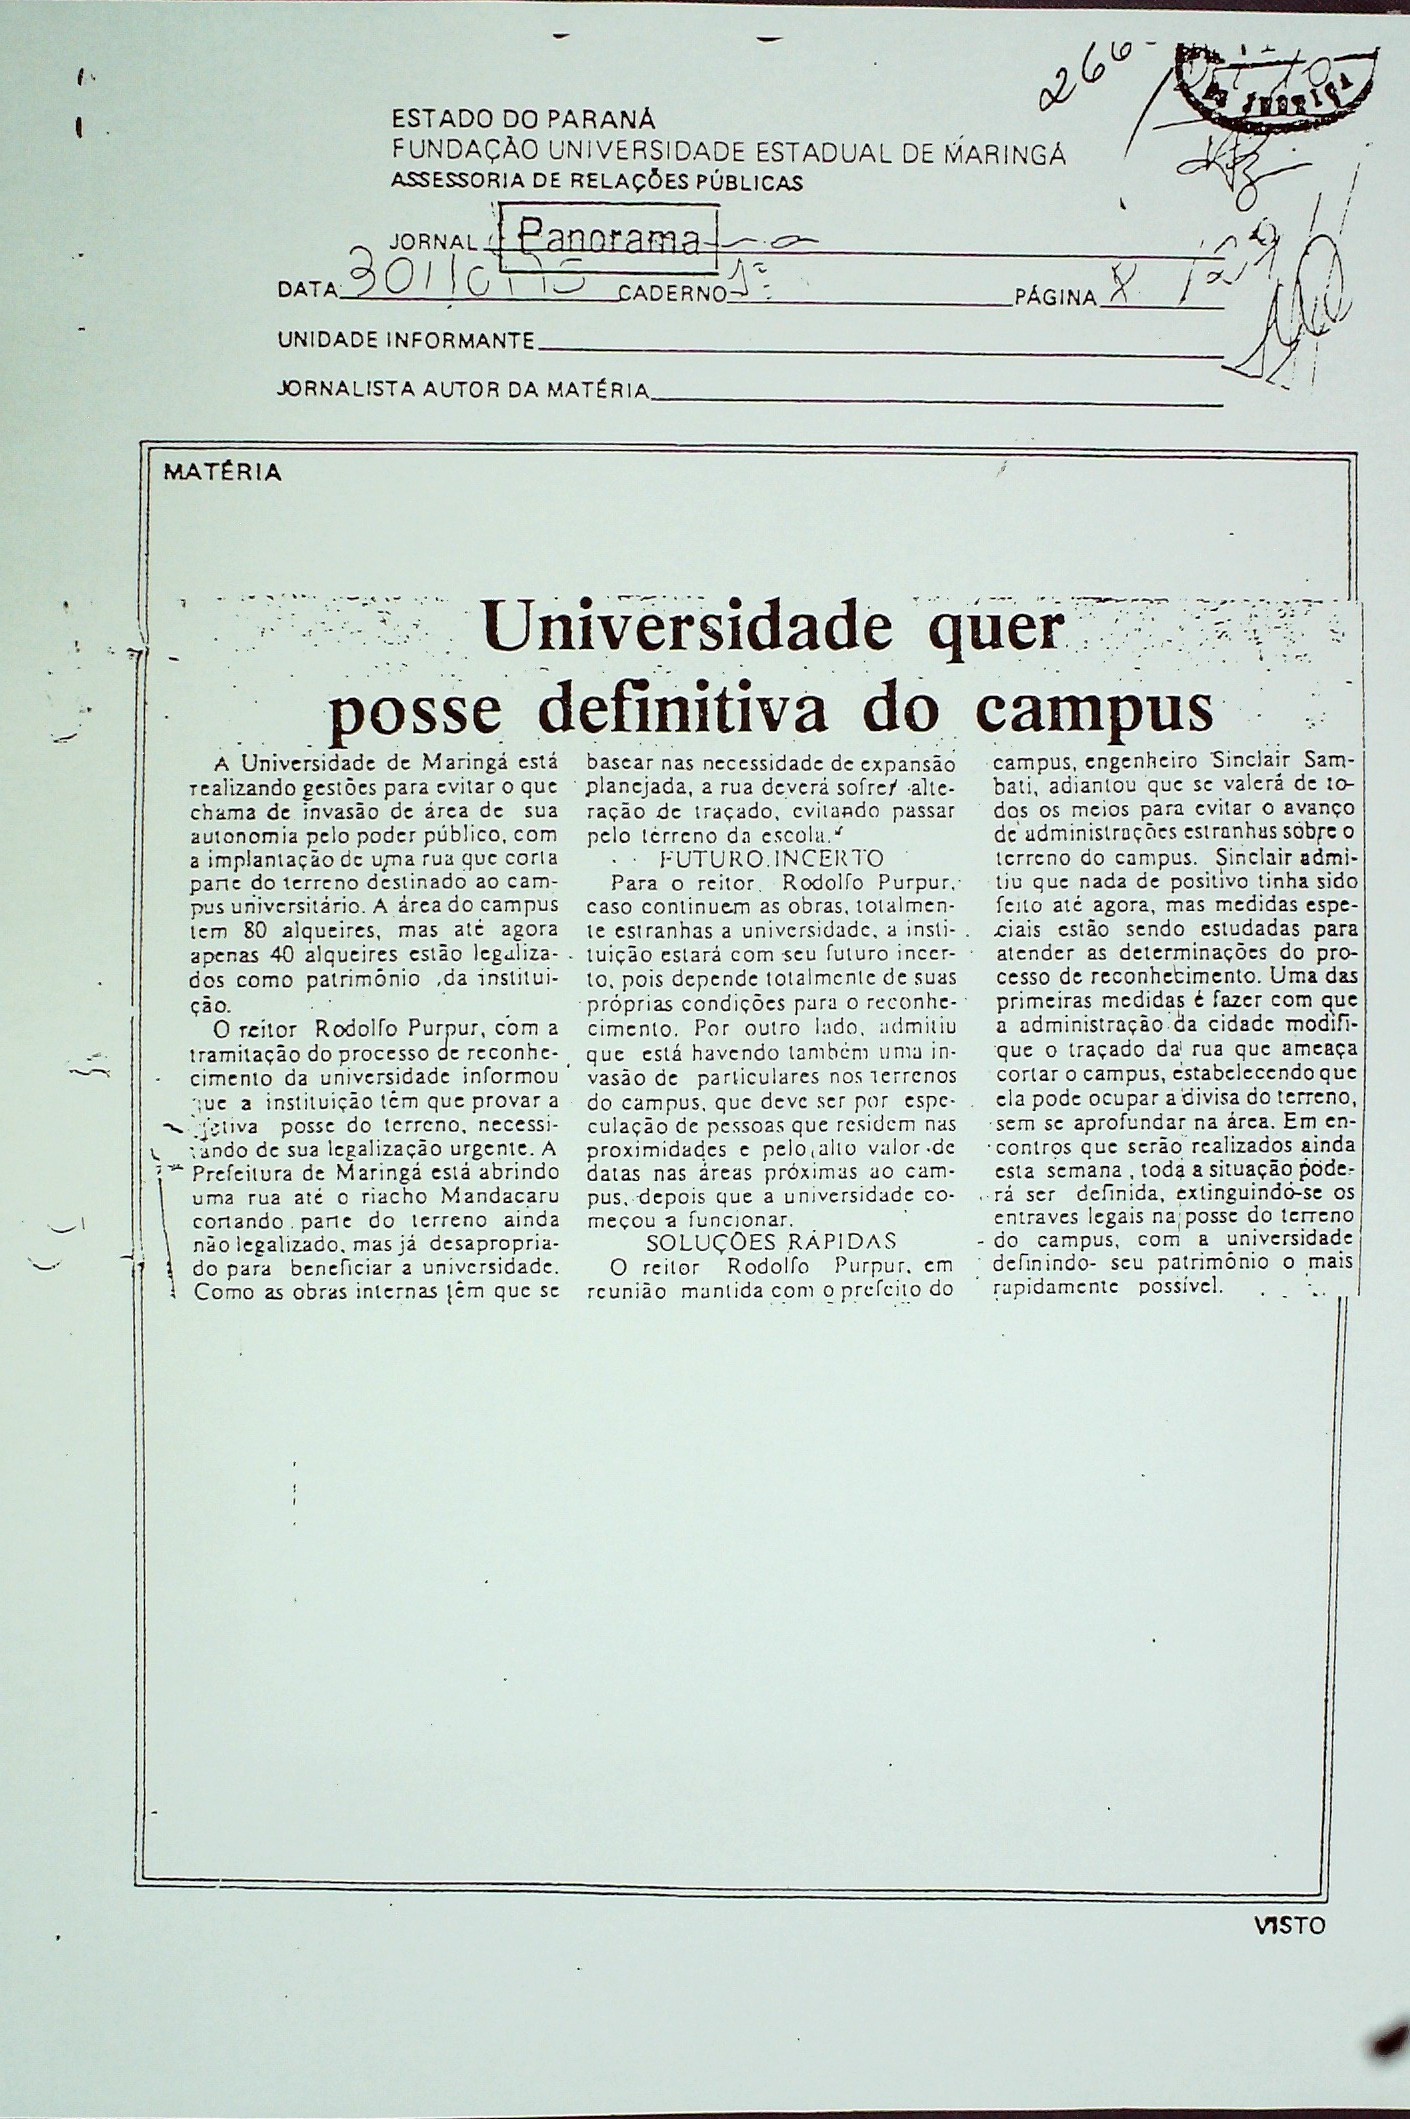 266
DE JUSTIÇA
ESTADO DO PARANÁ
FUNDAÇÃO UNIVERSIDADE ESTADUAL DE MARINGÁ
ASSESSORIA DE RELAÇÕES PÚBLICAS
JORNAL Panorama
DATA 30/10/75 CADERNO 1º PÁGINA
UNIDADE INFORMANTE
JORNALISTA AUTOR DA MATÉRIA
MATÉRIA
Universidade quer
posse definitiva do campus
A Universidade de Maringá está
realizando gestões para evitar o que
chama de invasão de área de sua
autonomia pelo poder público, com
a implantação de uma rua que corta
parte do terreno destinado ao cam-
pus universitário. A área do campus
tem 80 alqueires, mas até agora
apenas 40 alqueires estão legaliza-
dos como patrimônio da institui-
ção.
O reitor Rodolfo Purpur, com a
tramitação do processo de reconhe-
cimento da universidade informou
que a instituição têm que provar a
efetiva posse do terreno, necessi-
tando de sua legalização urgente. A
Prefeitura de Maringá está abrindo
uma rua até o riacho Mandacaru
cortando parte do terreno ainda
não legalizado, mas já desapropria-
do para beneficiar a universidade.
Como as obras internas têm que se
basear nas necessidade de expansão
planejada, a rua deverá sofrer alte-
ração de traçado, evitando passar
pelo terreno da escola.
FUTURO INCERTO
Para o reitor Rodolfo Purpur,
caso continuem as obras, totalmen-
te estranhas a universidade, a insti-
tuição estará com seu futuro incer-
to, pois depende totalmente de suas
próprias condições para o reconhe-
cimento. Por outro lado, admitiu
que está havendo também uma in-
vasão de particulares nos terrenos
do campus, que deve ser por espe-
culação de pessoas que residem nas
proximidades e pelo alto valor de
datas nas áreas próximas ao cam-
pus, depois que a universidade co-
meçou a funcionar.
SOLUÇÕES RÁPIDAS
O reitor Rodolfo Purpur, em
reunião mantida com o prefeito do
campus, engenheiro Sinclair Sam-
bati, adiantou que se valerá de to-
dos os meios para evitar o avanço
de administrações estranhas sobre o
terreno do campus. Sinclair admi-
tiu que nada de positivo tinha sido
feito até agora, mas medidas espe-
ciais estão sendo estudadas para
atender as determinações do pro-
cesso de reconhecimento. Uma das
primeiras medidas é fazer com que
a administração da cidade modifi-
que o traçado da rua que ameaça
cortar o campus, estabelecendo que
ela pode ocupar a divisa do terreno,
sem se aprofundar na área. Em en-
contros que serão realizados ainda
esta semana, toda a situação pode-
rá ser definida, extinguindo-se os
entraves legais na posse do terreno
do campus, com a universidade
definindo- seu patrimônio o mais
rapidamente possível.
VISTO